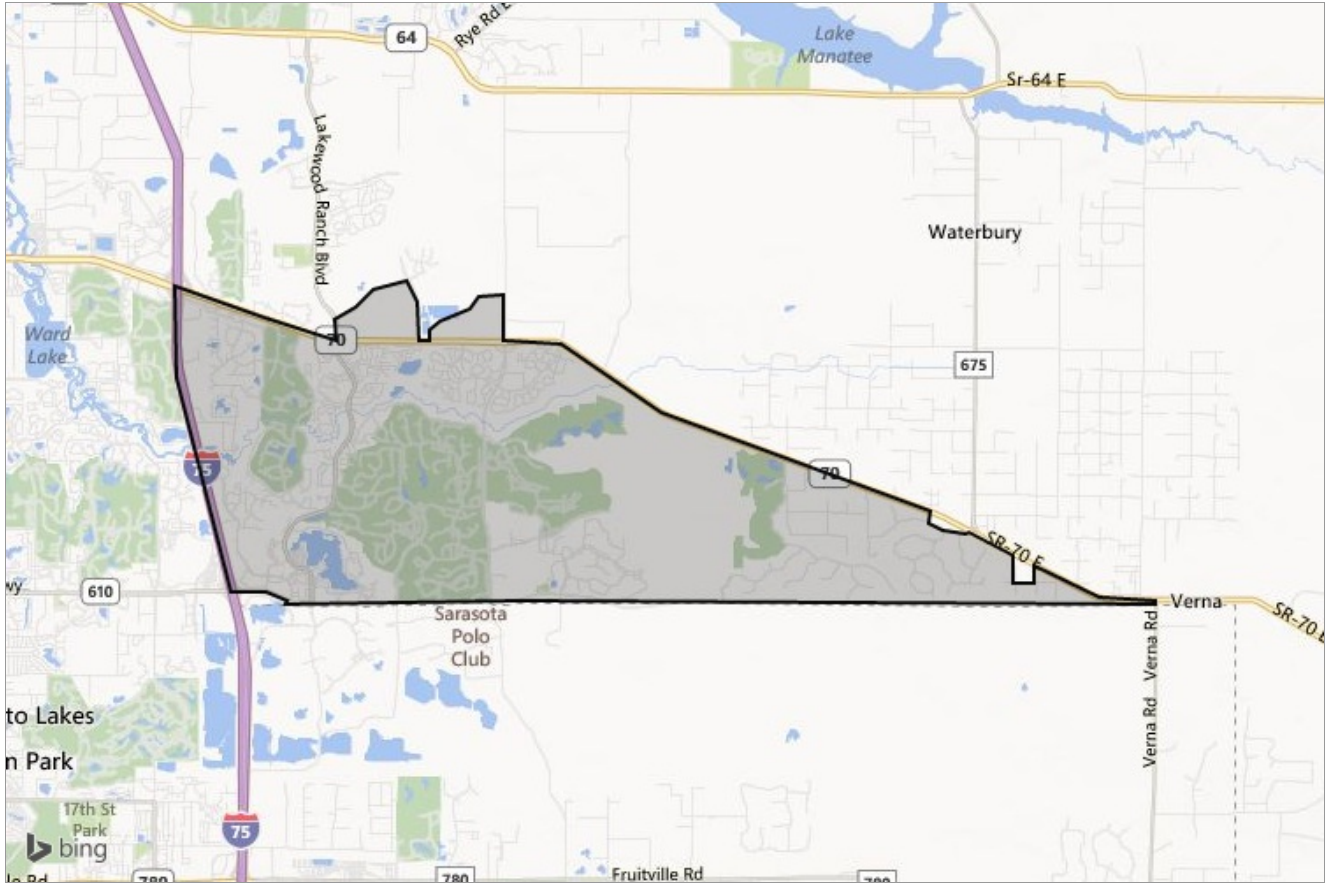 64
Rye Rd E
Lake
Manatee
Sr-64 E
Lakewood Ranch Blvd
Waterbury
Ward
Lake
70
675
70
75
SR-70 E
610
Sarasota
Polo
Club
Verna
SR-70 E
Verna Rd
Verna Rd
to Lakes
n Park
17th St
Park
75
bing
780
Fruitville Rd